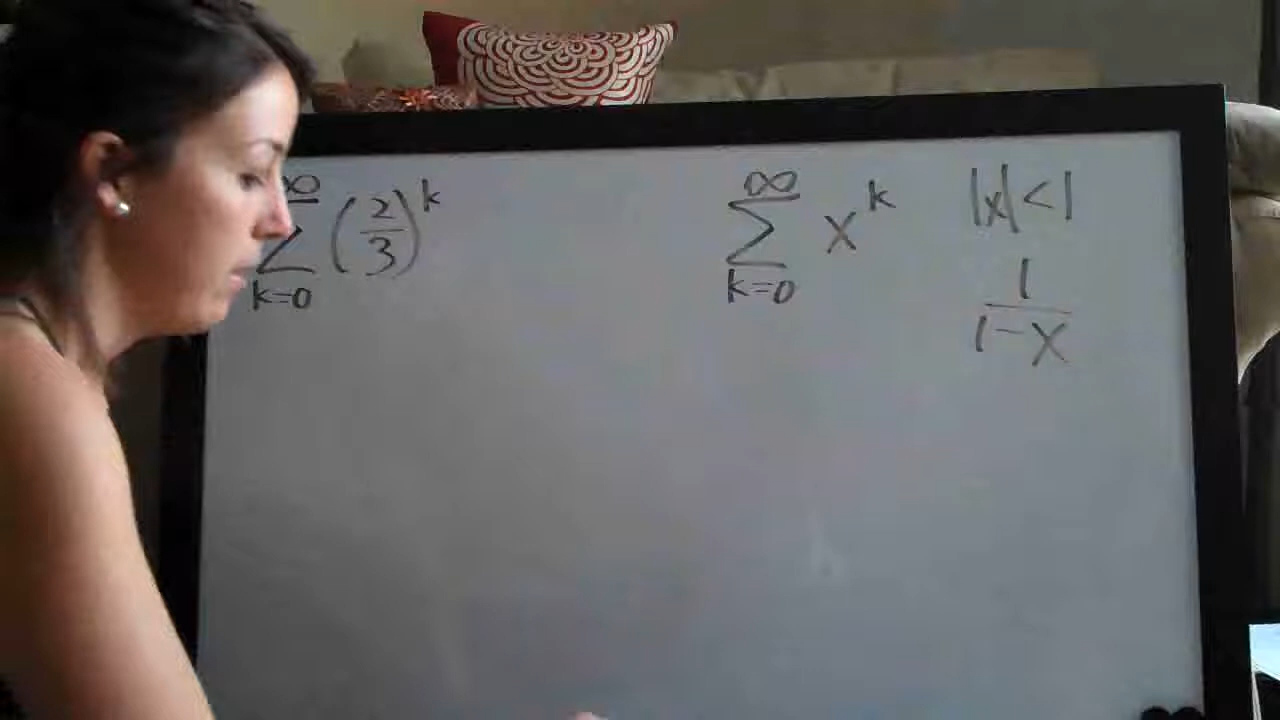 ∞
∑ (2/3)^k
k=0
∞
∑ x^k |x|<1
k=0
1
1-x